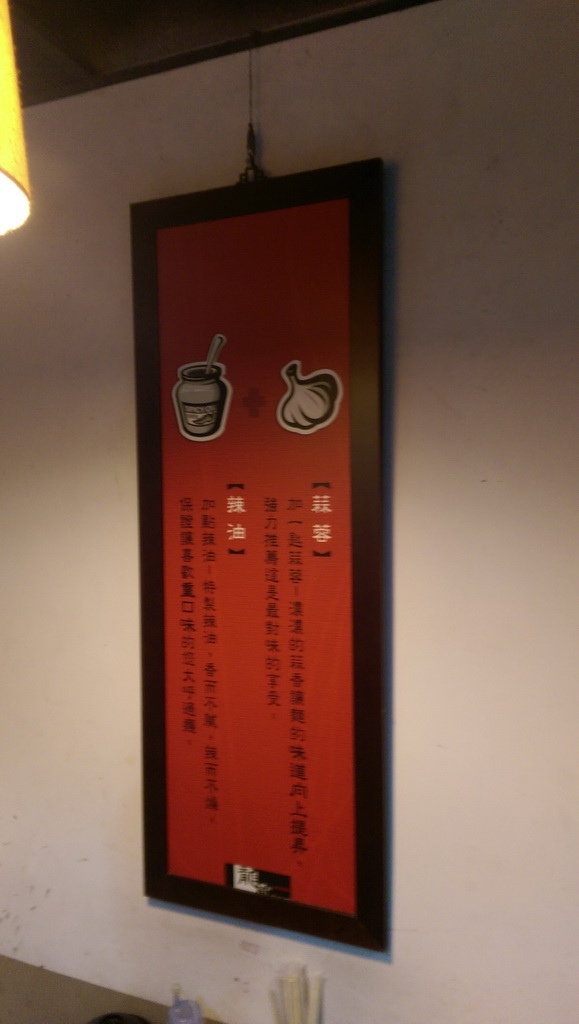 【蒜蓉】
加一匙蒜蓉－濃濃的蒜香讓麵的味道向上提昇。
強力推薦這是最對味的享受。
【辣油】
加點辣油－特製辣油，香而不膩，辣而不燥。
保證讓喜歡重口味的您大呼過癮。